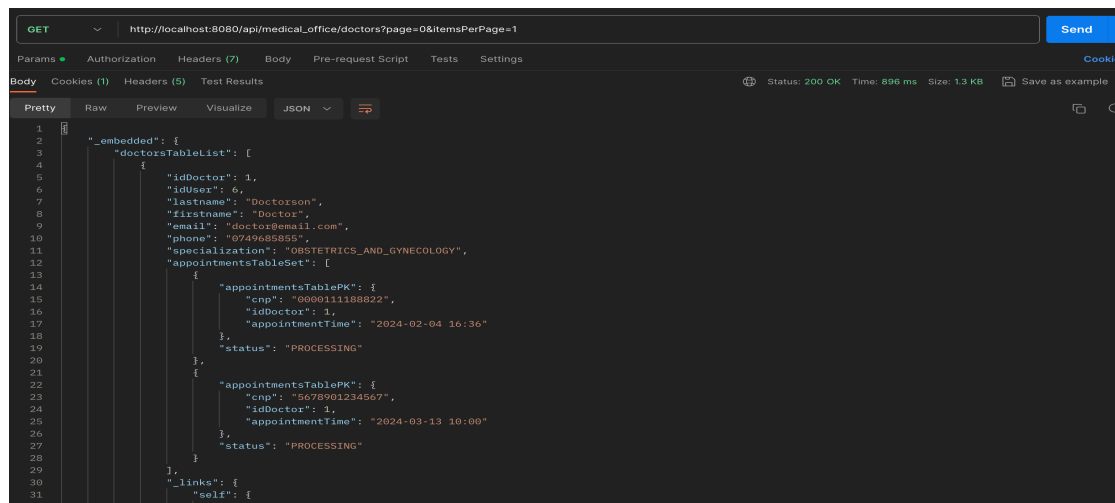 GET http://localhost:8080/api/medical_office/doctors?page=0&itemsPerPage=1 Send
Params Authorization Headers (7) Body Pre-request Script Tests Settings
Body Cookies (1) Headers (5) Test Results Status: 200 OK Time: 896 ms Size: 1.3 KB Save as example
Pretty Raw Preview Visualize JSON
1 {
2 "_embedded": {
3 "doctorsTableList": [
4 {
5 "idDoctor": 1,
6 "idUser": 6,
7 "lastname": "Doctorson",
8 "firstname": "Doctor",
9 "email": "doctor@email.com",
10 "phone": "0749685855",
11 "specialization": "OBSTETRICS_AND_GYNECOLOGY",
12 "appointmentsTableSet": [
13 {
14 "appointmentsTablePK": {
15 "cnp": "0000111188822",
16 "idDoctor": 1,
17 "appointmentTime": "2024-02-04 16:36"
18 },
19 "status": "PROCESSING"
20 },
21 {
22 "appointmentsTablePK": {
23 "cnp": "5678901234567",
24 "idDoctor": 1,
25 "appointmentTime": "2024-03-13 10:00"
26 },
27 "status": "PROCESSING"
28 }
29 ],
30 "_links": {
31 "self": {